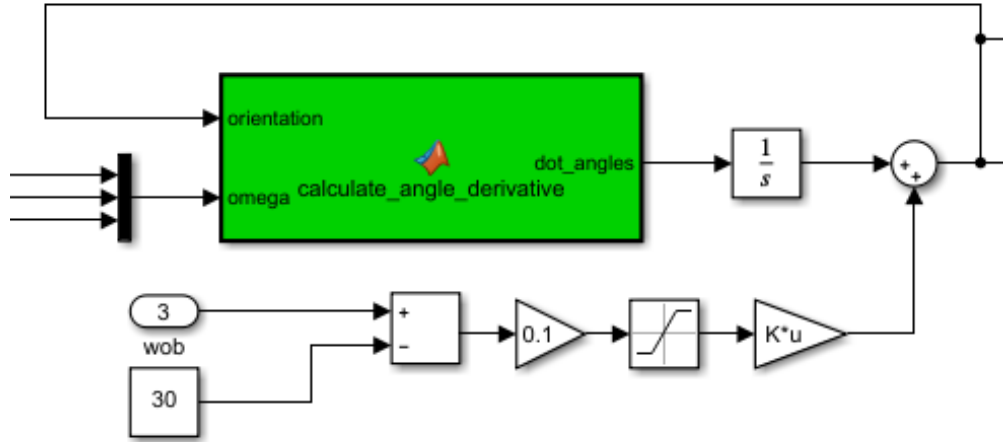 orientation
dot_angles
calculate_angle_derivative
omega
1
s
+
+
3
wob
+
−
0.1
K*u
30